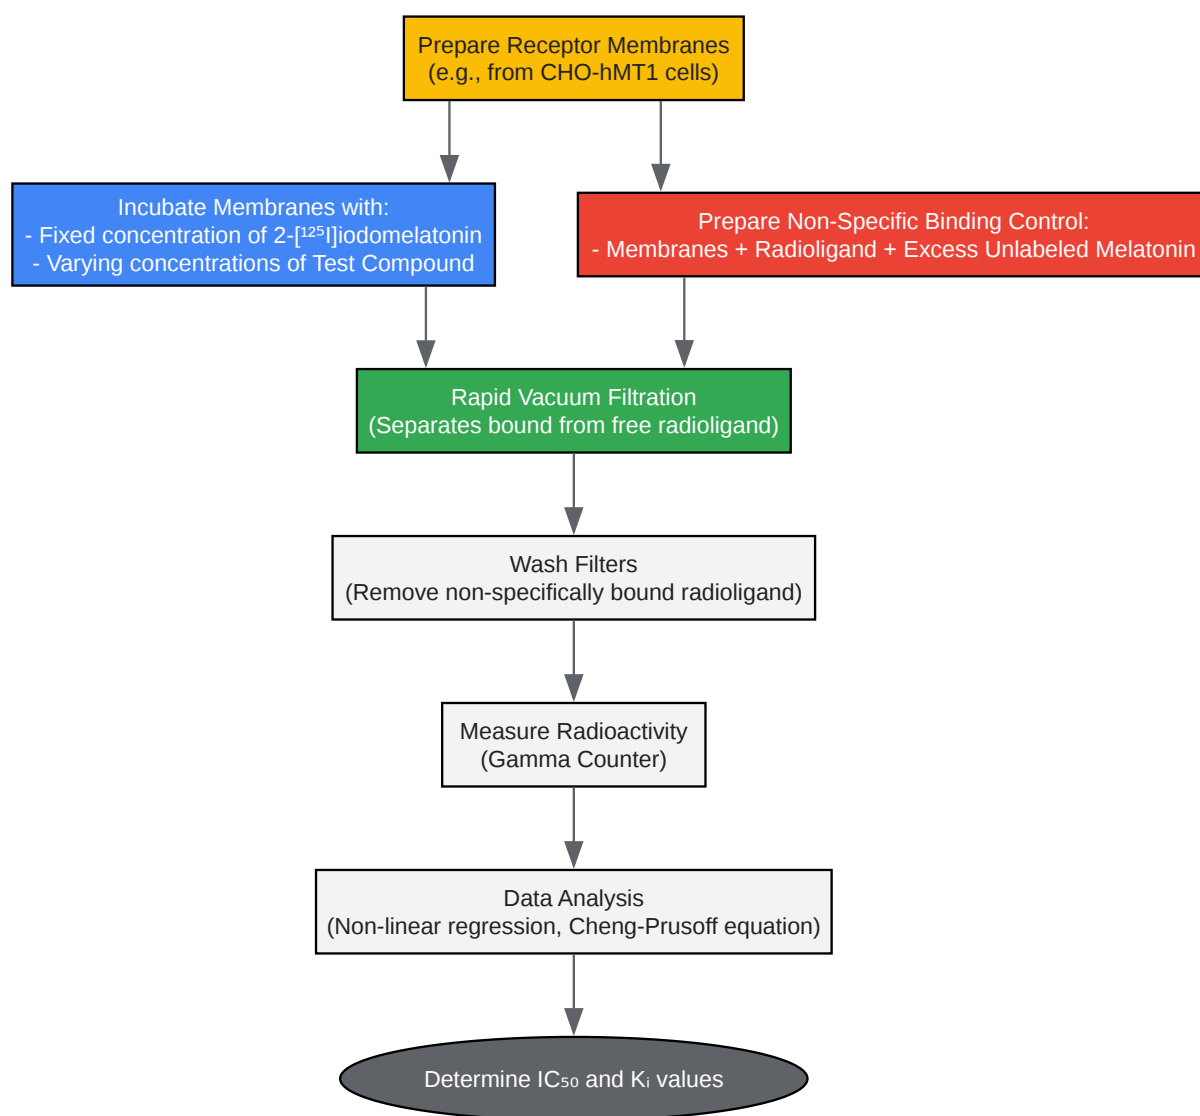 Prepare Receptor Membranes
(e.g., from CHO-hMT1 cells)
Incubate Membranes with:
- Fixed concentration of 2-[¹²⁵I]iodomelatonin
- Varying concentrations of Test Compound
Prepare Non-Specific Binding Control:
- Membranes + Radioligand + Excess Unlabeled Melatonin
Rapid Vacuum Filtration
(Separates bound from free radioligand)
Wash Filters
(Remove non-specifically bound radioligand)
Measure Radioactivity
(Gamma Counter)
Data Analysis
(Non-linear regression, Cheng-Prusoff equation)
Determine IC₅₀ and Kᵢ values